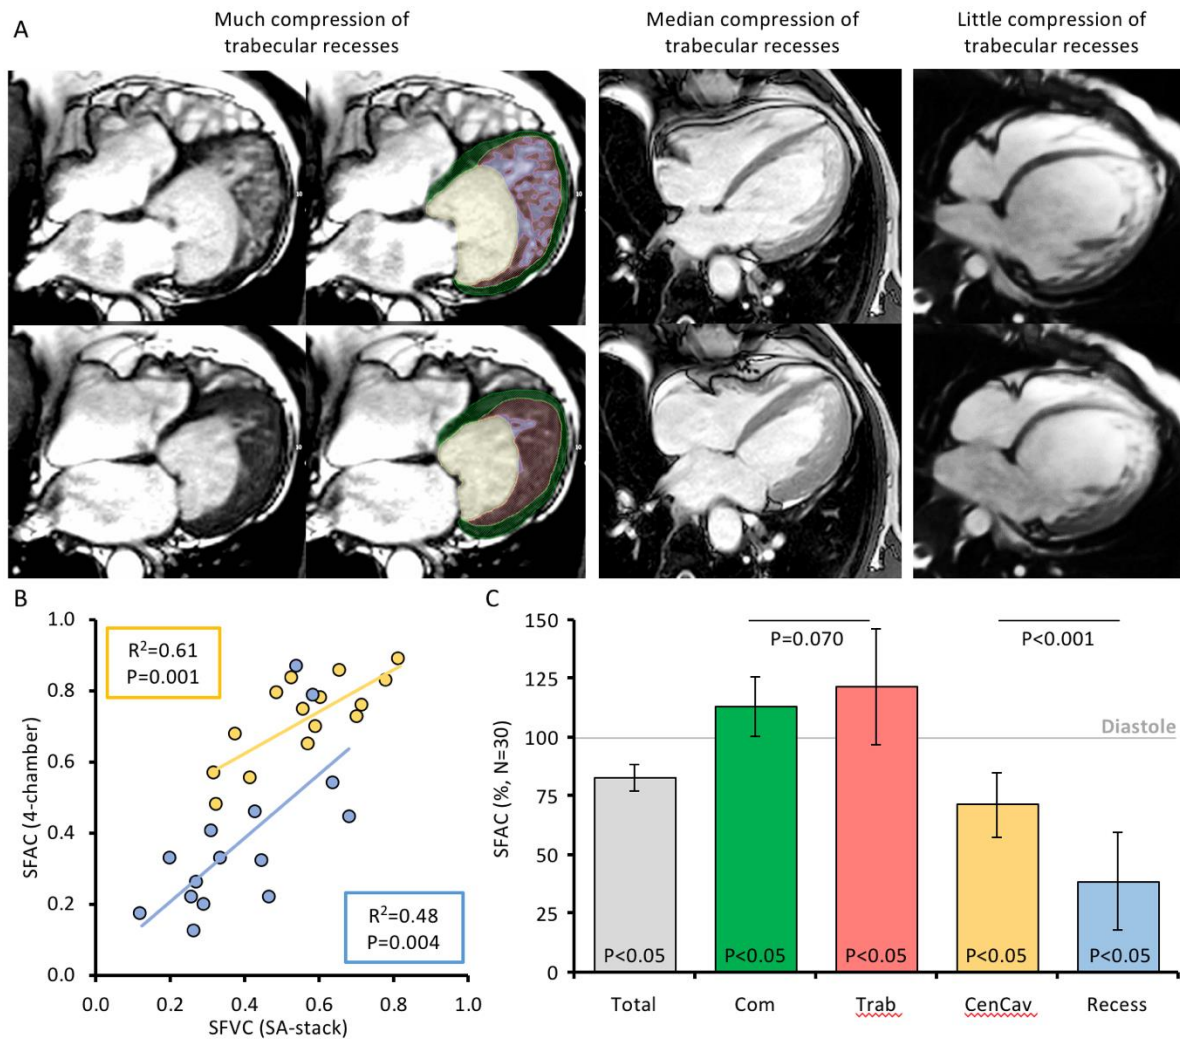 A
Much compression of
trabecular recesses
Median compression of
trabecular recesses
Little compression of
trabecular recesses
10
10
10
10
B
1.0
0.8
0.6
0.4
0.2
0.0
0.0 0.2 0.4 0.6 0.8 1.0
SFAC (4-chamber)
SFVC (SA-stack)
R²=0.61
P=0.001
R²=0.48
P=0.004
C
150
125
100
75
50
25
0
SFAC (%, N=30)
P=0.070
P<0.001
Diastole
P<0.05 P<0.05 P<0.05 P<0.05 P<0.05
Total Com Trab CenCav Recess